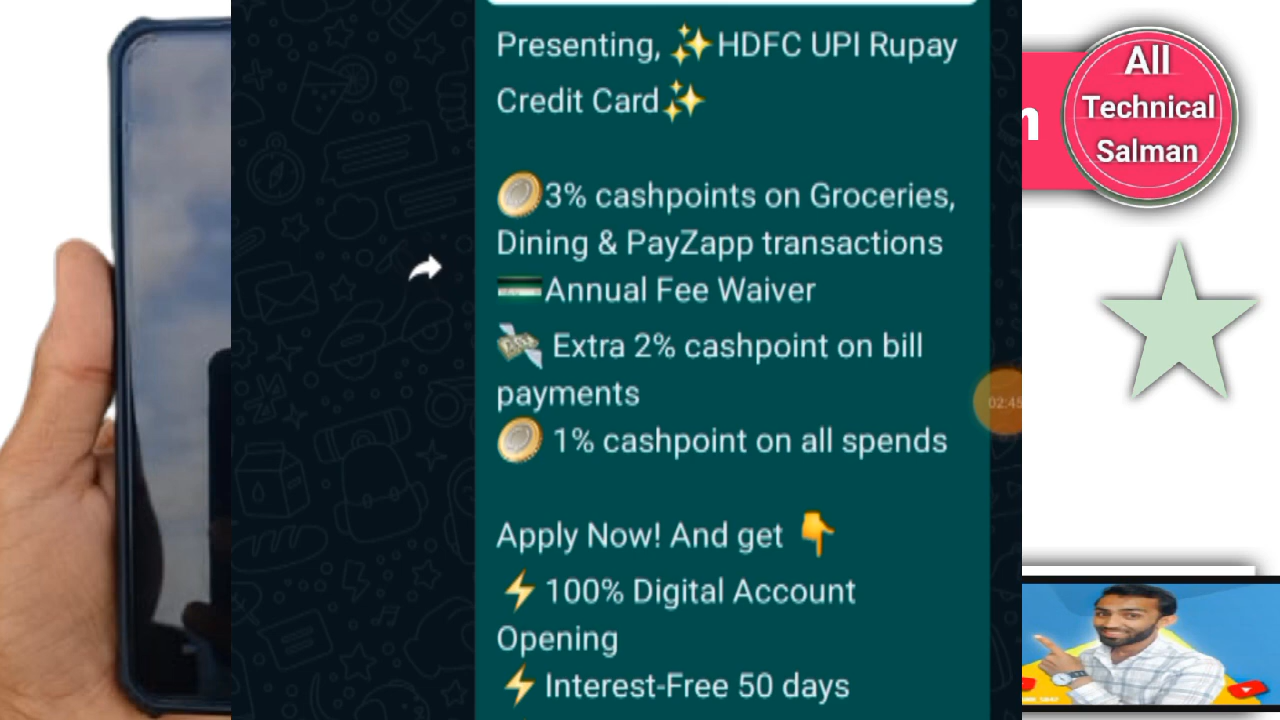 Presenting, ✨HDFC UPI Rupay
Credit Card✨
🪙3% cashpoints on Groceries,
Dining & PayZapp transactions
💳Annual Fee Waiver
💸 Extra 2% cashpoint on bill
payments
🪙 1% cashpoint on all spends
Apply Now! And get 👇
⚡100% Digital Account
Opening
⚡Interest-Free 50 days
02:45
All
Technical
Salman